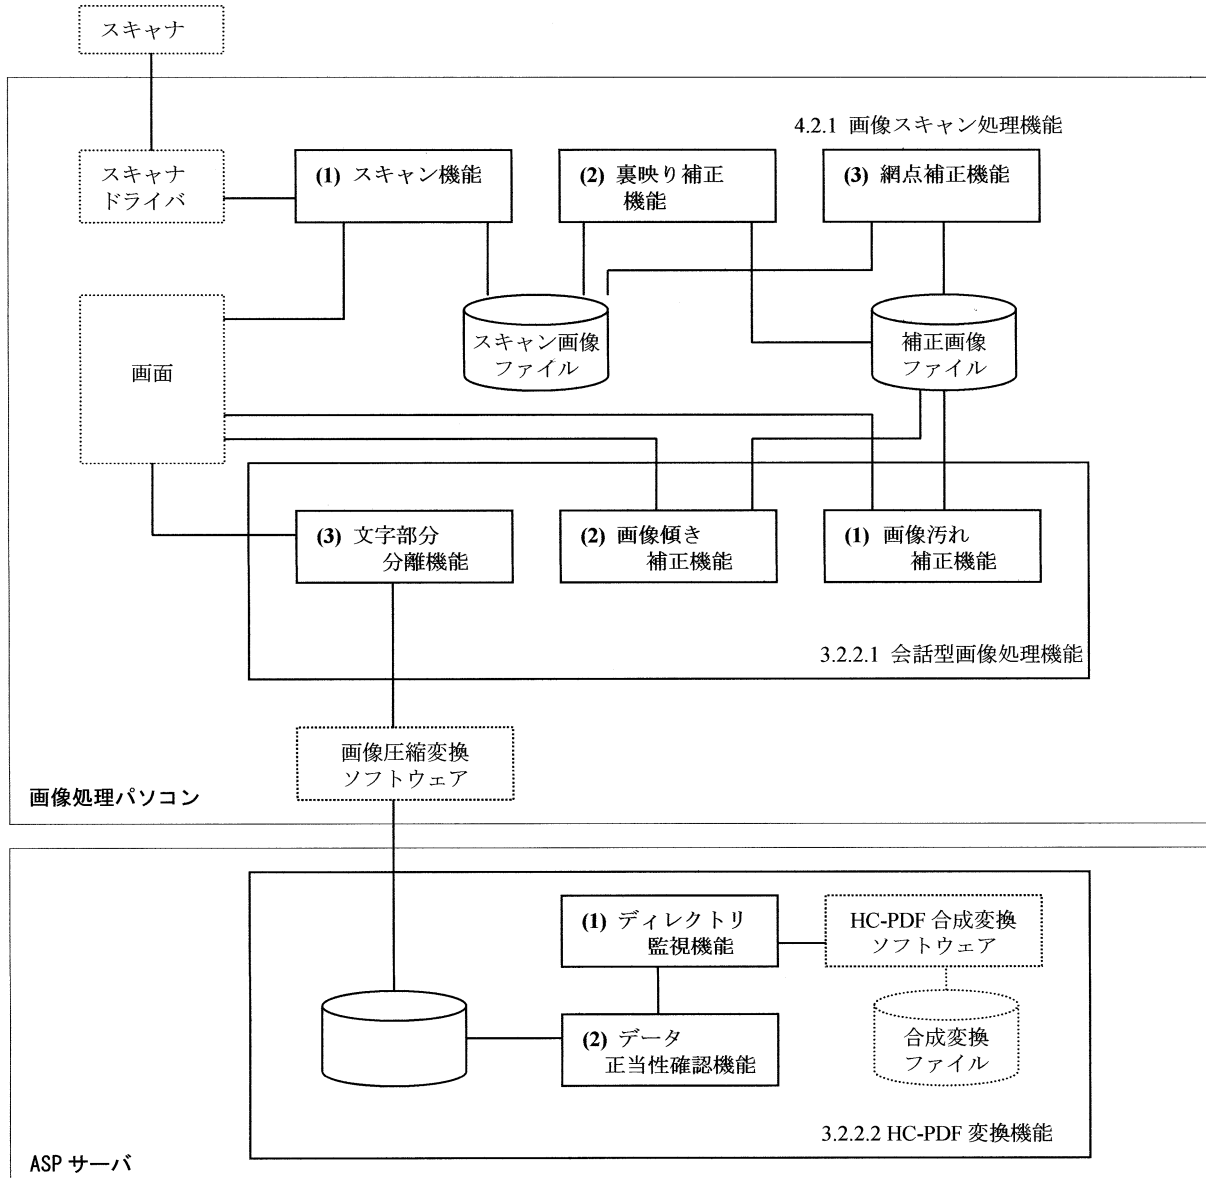 スキャナ
4.2.1 画像スキャン処理機能
スキャナ
ドライバ
(1) スキャン機能
(2) 裏映り補正
機能
(3) 網点補正機能
画面
スキャン画像
ファイル
補正画像
ファイル
(3) 文字部分
分離機能
(2) 画像傾き
補正機能
(1) 画像汚れ
補正機能
3.2.2.1 会話型画像処理機能
画像圧縮変換
ソフトウェア
画像処理パソコン
(1) ディレクトリ
監視機能
HC-PDF 合成変換
ソフトウェア
(2) データ
正当性確認機能
合成変換
ファイル
3.2.2.2 HC-PDF 変換機能
ASP サーバ